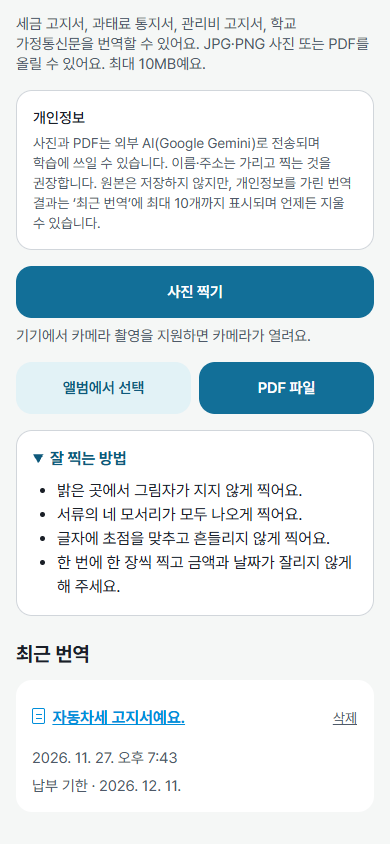 세금 고지서, 과태료 통지서, 관리비 고지서, 학교
가정통신문을 번역할 수 있어요. JPG·PNG 사진 또는 PDF를
올릴 수 있어요. 최대 10MB예요.
개인정보
사진과 PDF는 외부 AI(Google Gemini)로 전송되며
학습에 쓰일 수 있습니다. 이름·주소는 가리고 찍는 것을
권장합니다. 원본은 저장하지 않지만, 개인정보를 가린 번역
결과는 ‘최근 번역’에 최대 10개까지 표시되며 언제든 지울
수 있습니다.
사진 찍기
기기에서 카메라 촬영을 지원하면 카메라가 열려요.
앨범에서 선택
PDF 파일
▼ 잘 찍는 방법
• 밝은 곳에서 그림자가 지지 않게 찍어요.
• 서류의 네 모서리가 모두 나오게 찍어요.
• 글자에 초점을 맞추고 흔들리지 않게 찍어요.
• 한 번에 한 장씩 찍고 금액과 날짜가 잘리지 않게
해 주세요.
최근 번역
자동차세 고지서예요.
삭제
2026. 11. 27. 오후 7:43
납부 기한 · 2026. 12. 11.